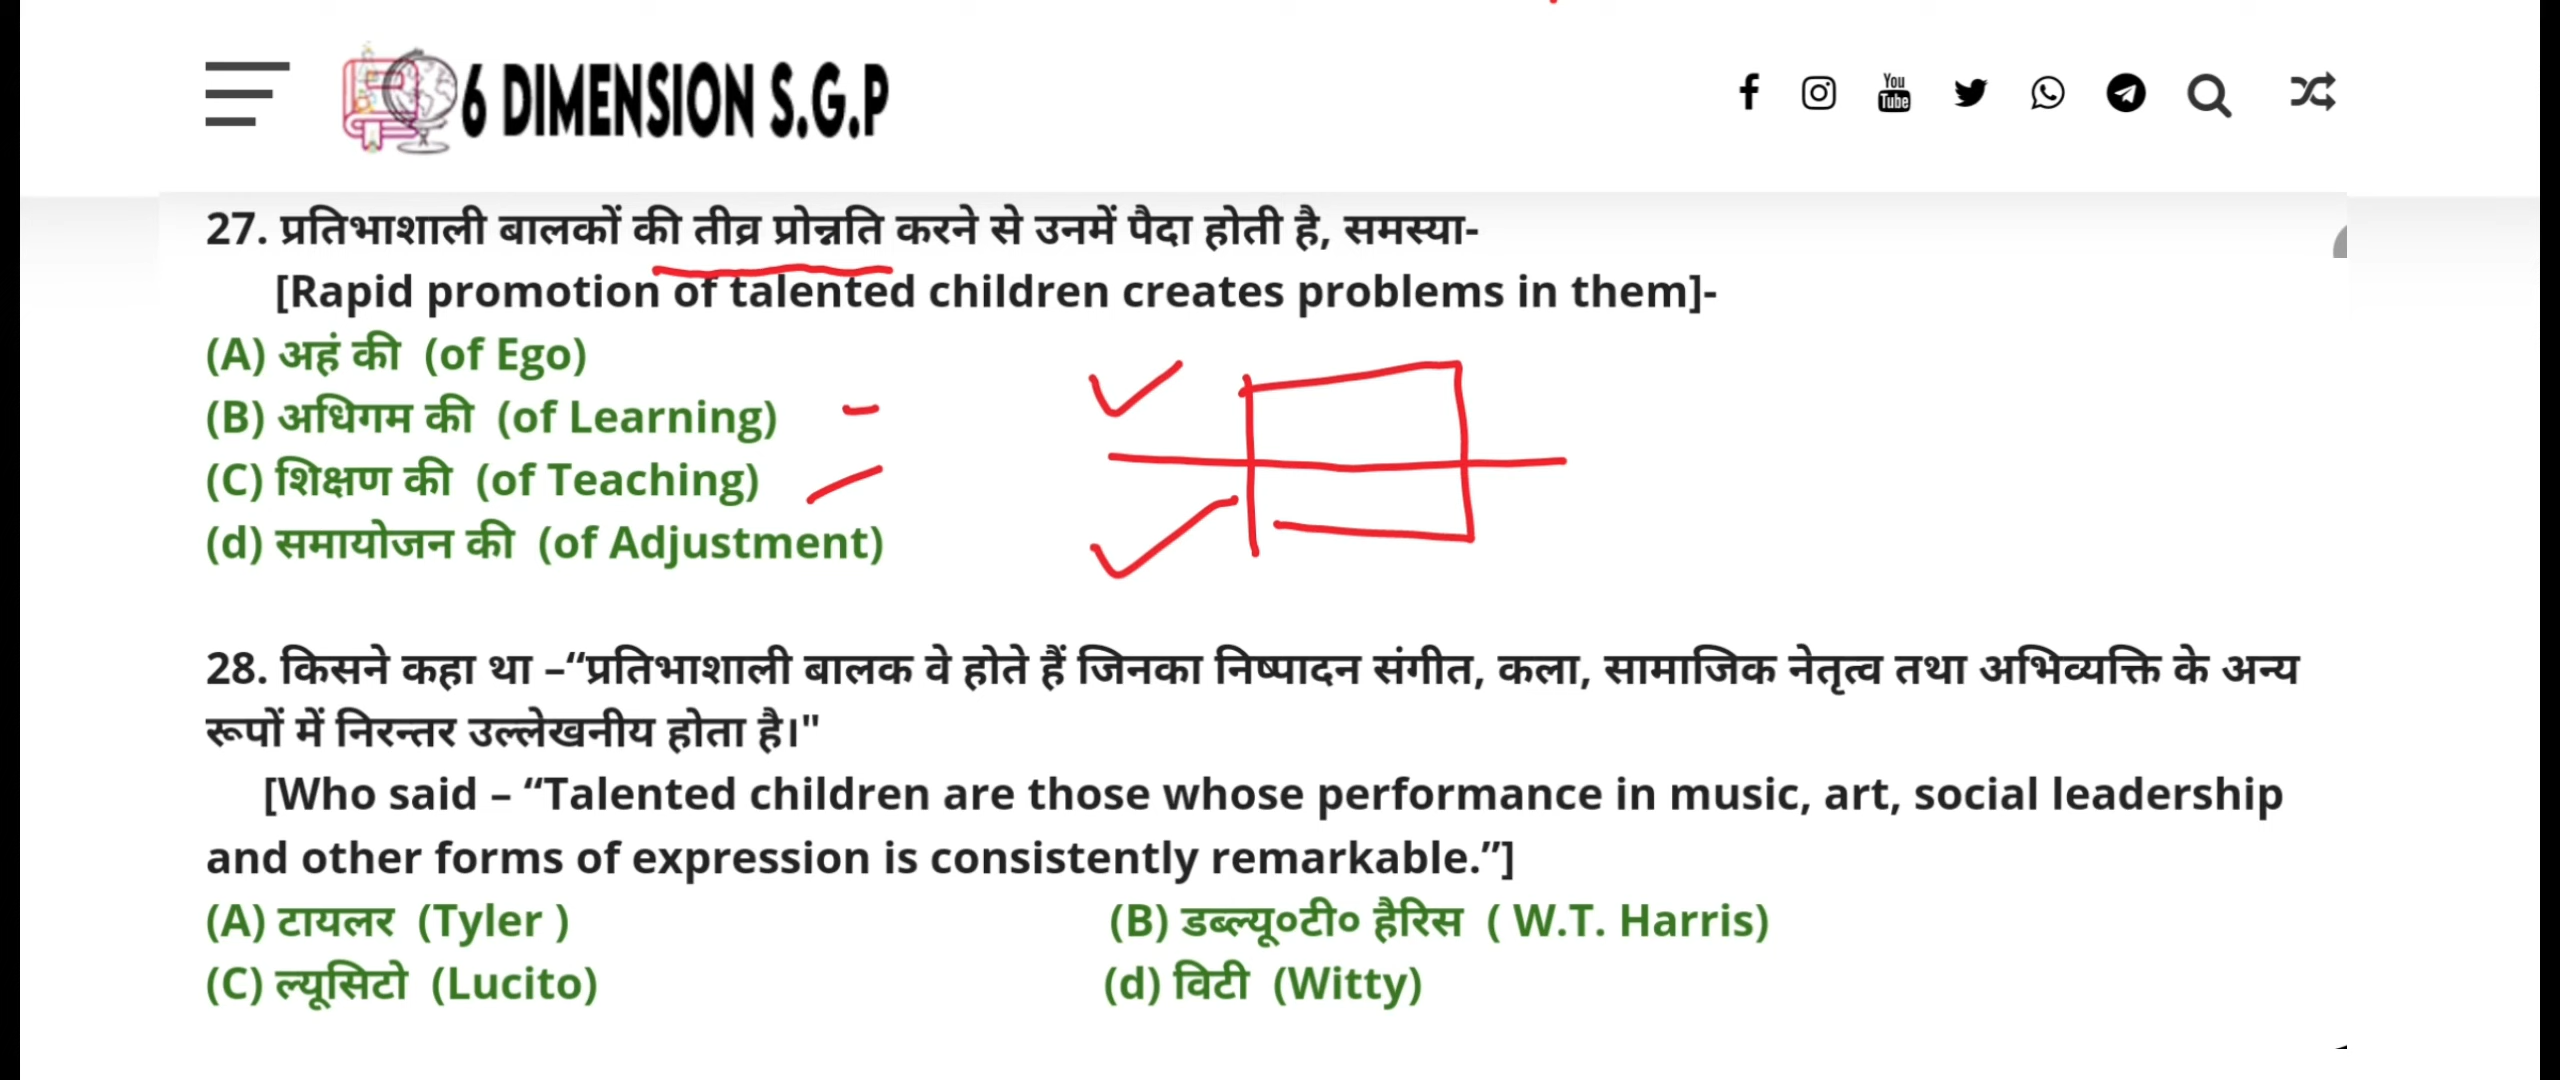 6 DIMENSION S.G.P
You
Tube
27. प्रतिभाशाली बालकों की तीव्र प्रोन्नति करने से उनमें पैदा होती है, समस्या-
[Rapid promotion of talented children creates problems in them]-
(A) अहं की (of Ego)
(B) अधिगम की (of Learning)
(C) शिक्षण की (of Teaching)
(d) समायोजन की (of Adjustment)
28. किसने कहा था –“प्रतिभाशाली बालक वे होते हैं जिनका निष्पादन संगीत, कला, सामाजिक नेतृत्व तथा अभिव्यक्ति के अन्य
रूपों में निरन्तर उल्लेखनीय होता है।"
[Who said – “Talented children are those whose performance in music, art, social leadership
and other forms of expression is consistently remarkable.”]
(A) टायलर (Tyler ) (B) डब्ल्यू०टी० हैरिस ( W.T. Harris)
(C) ल्यूसिटो (Lucito) (d) विटी (Witty)